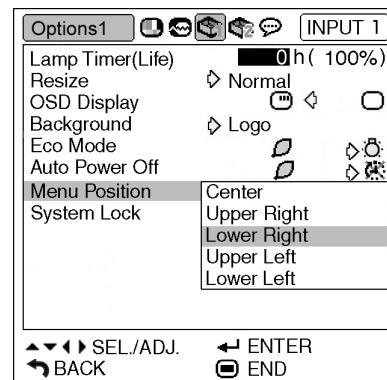 Options1 INPUT 1
Lamp Timer(Life) 0 h( 100%)
Resize Normal
OSD Display
Background Logo
Eco Mode
Auto Power Off
Menu Position Center
System Lock Upper Right
Lower Right
Upper Left
Lower Left
SEL./ADJ. ENTER
BACK END